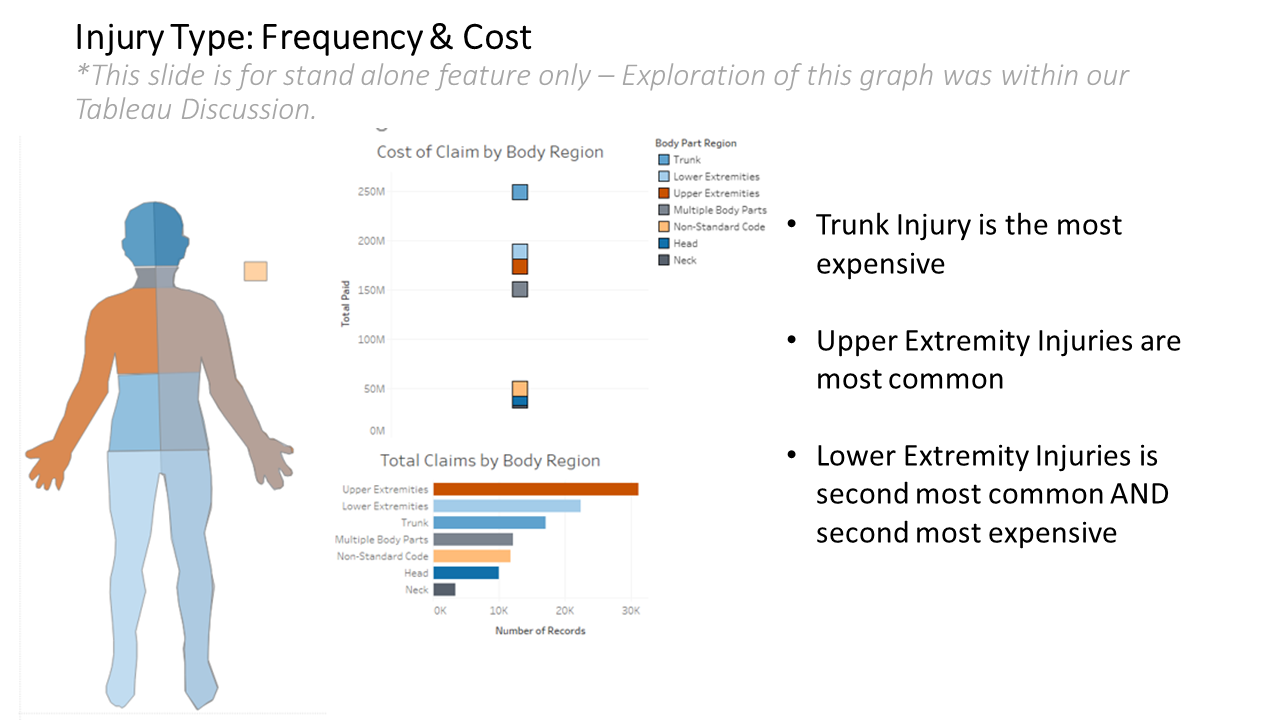 Injury Type: Frequency & Cost
*This slide is for stand alone feature only – Exploration of this graph was within our
Tableau Discussion.
Cost of Claim by Body Region
250M
200M
150M
100M
50M
0M
Total Paid
Body Part Region
Trunk
Lower Extremities
Upper Extremities
Multiple Body Parts
Non-Standard Code
Head
Neck
Total Claims by Body Region
Upper Extremities
Lower Extremities
Trunk
Multiple Body Parts
Non-Standard Code
Head
Neck
0K 10K 20K 30K
Number of Records
• Trunk Injury is the most
expensive
• Upper Extremity Injuries are
most common
• Lower Extremity Injuries is
second most common AND
second most expensive